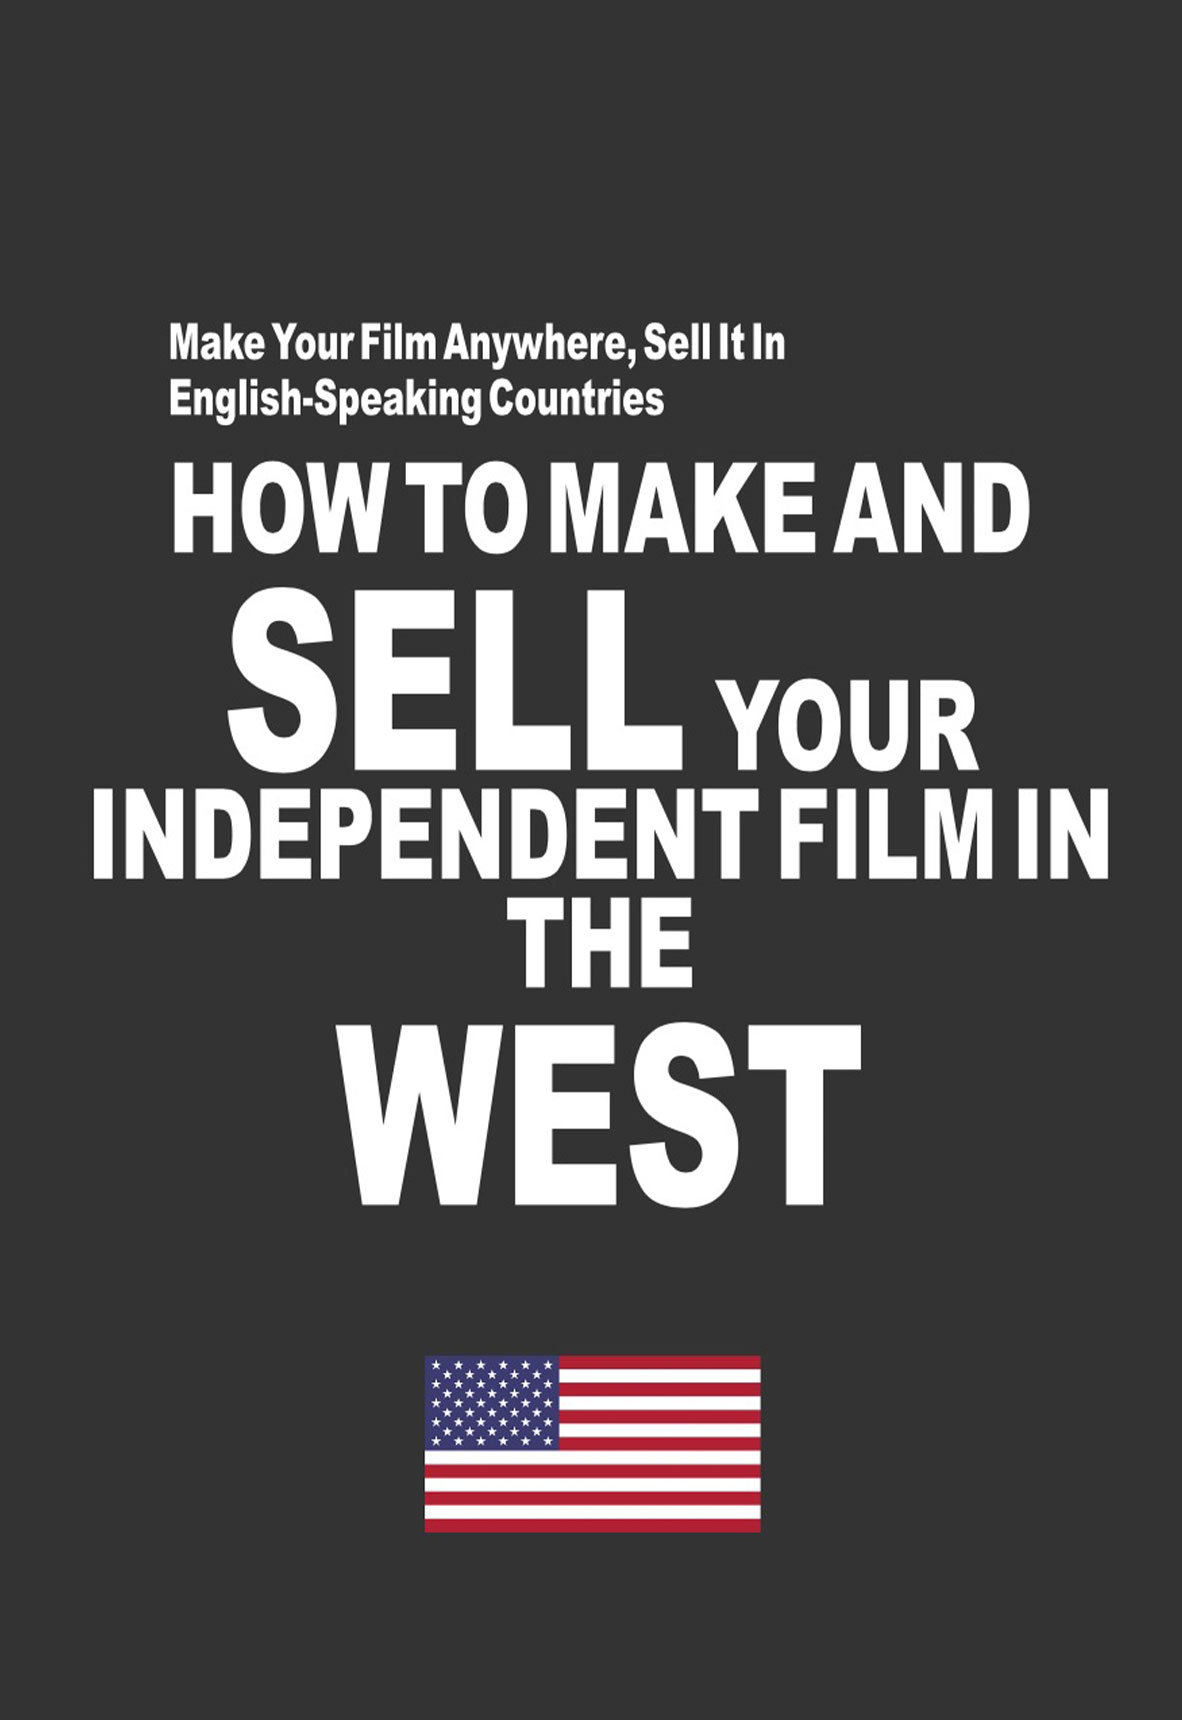 Make Your Film Anywhere, Sell It In
English-Speaking Countries
HOW TO MAKE AND
SELL YOUR
INDEPENDENT FILM IN
THE
WEST